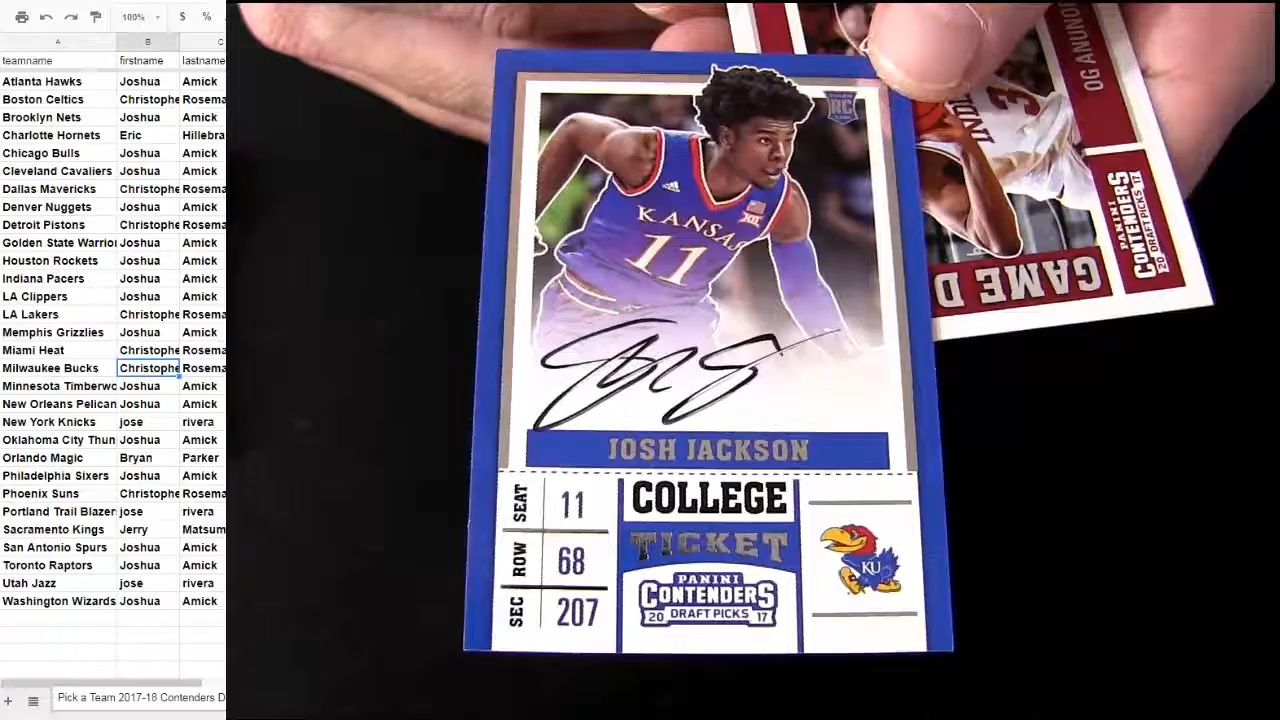 100%
$ %
A B C
teamname firstname lastname
Atlanta Hawks Joshua Amick
Boston Celtics Christophe Rosema
Brooklyn Nets Joshua Amick
Charlotte Hornets Eric Hillebra
Chicago Bulls Joshua Amick
Cleveland Cavaliers Joshua Amick
Dallas Mavericks Christophe Rosema
Denver Nuggets Joshua Amick
Detroit Pistons Christophe Rosema
Golden State Warrior Joshua Amick
Houston Rockets Joshua Amick
Indiana Pacers Joshua Amick
LA Clippers Joshua Amick
LA Lakers Christophe Rosema
Memphis Grizzlies Joshua Amick
Miami Heat Christophe Rosema
Milwaukee Bucks Christophe Rosema
Minnesota Timberwo Joshua Amick
New Orleans Pelican Joshua Amick
New York Knicks jose rivera
Oklahoma City Thun Joshua Amick
Orlando Magic Bryan Parker
Philadelphia Sixers Joshua Amick
Phoenix Suns Christophe Rosema
Portland Trail Blazer jose rivera
Sacramento Kings Jerry Matsum
San Antonio Spurs Joshua Amick
Toronto Raptors Joshua Amick
Utah Jazz jose rivera
Washington Wizards Joshua Amick
Pick a Team 2017-18 Contenders D
RC
KANSAS
11
XII
JOSH JACKSON
SEAT 11
ROW 68
SEC 207
COLLEGE
TICKET
PANINI
CONTENDERS
20 DRAFT PICKS 17
KU
OG ANUNO
INDI
3
GAME D
PANINI
CONTENDERS
20 DRAFT PICKS 17